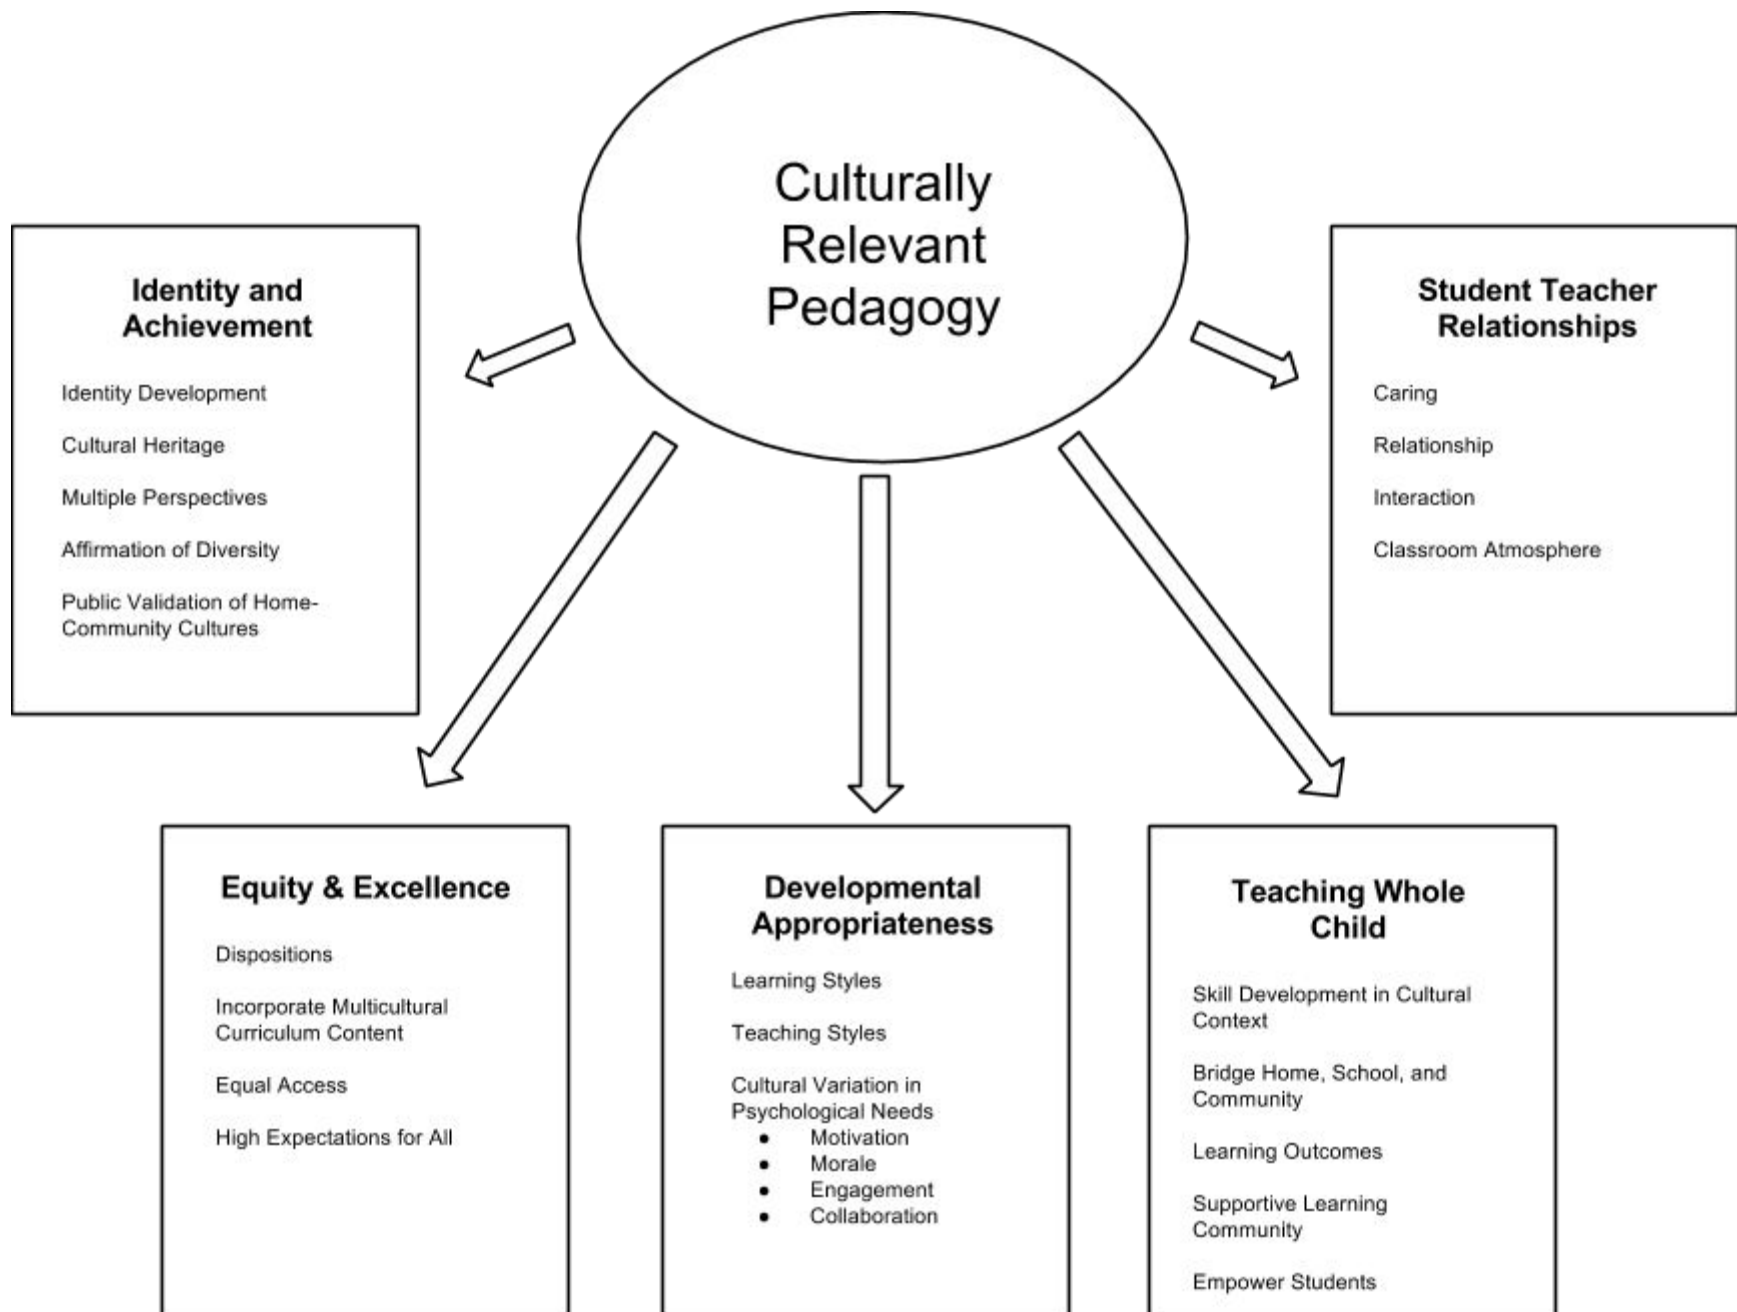 Culturally
Relevant
Pedagogy
Identity and
Achievement
Identity Development
Cultural Heritage
Multiple Perspectives
Affirmation of Diversity
Public Validation of Home-
Community Cultures
Student Teacher
Relationships
Caring
Relationship
Interaction
Classroom Atmosphere
Equity & Excellence
Dispositions
Incorporate Multicultural
Curriculum Content
Equal Access
High Expectations for All
Developmental
Appropriateness
Learning Styles
Teaching Styles
Cultural Variation in
Psychological Needs
● Motivation
● Morale
● Engagement
● Collaboration
Teaching Whole
Child
Skill Development in Cultural
Context
Bridge Home, School, and
Community
Learning Outcomes
Supportive Learning
Community
Empower Students